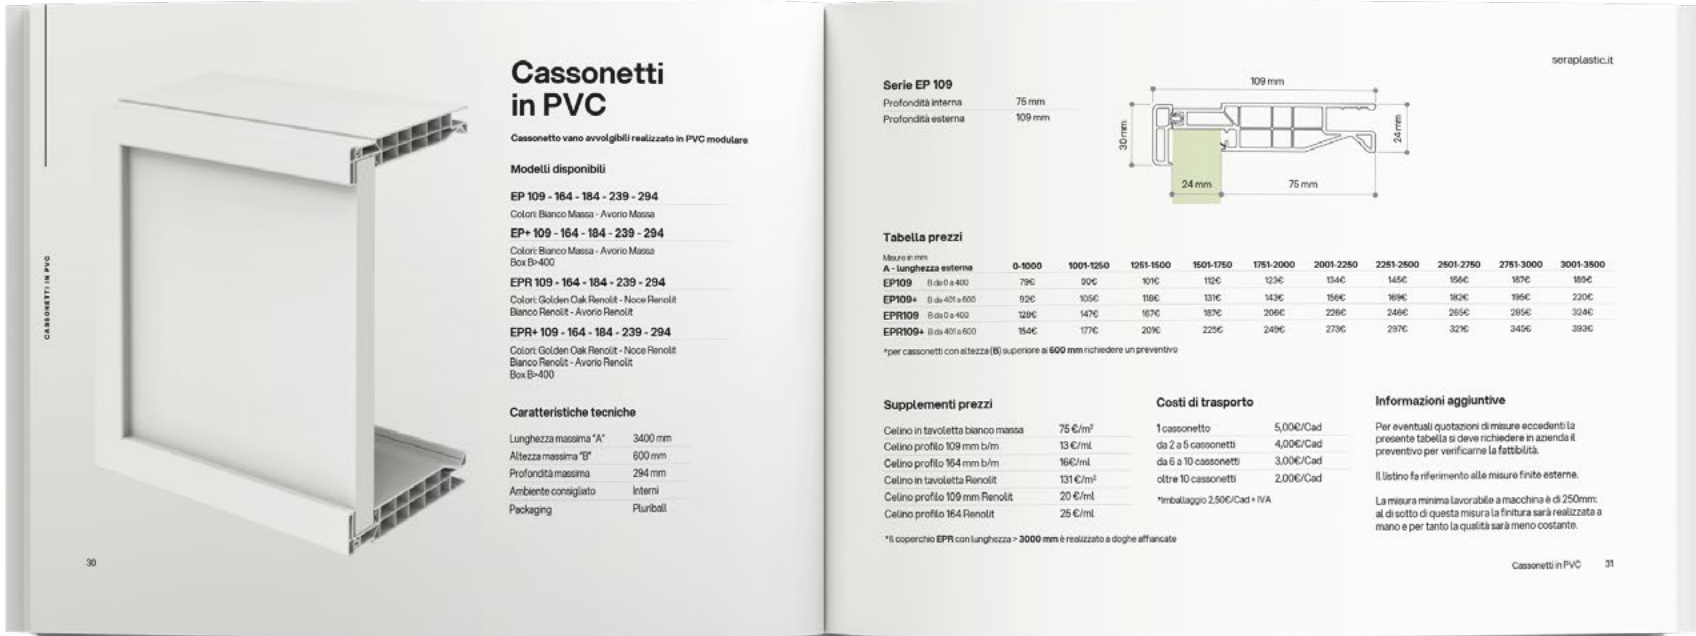 CASSONETTI IN PVC
Cassonetti
in PVC
Cassonetto vano avvolgibili realizzato in PVC modulare
Modelli disponibili
EP 109 - 164 - 184 - 239 - 294
Colori: Bianco Massa - Avorio Massa
EP+ 109 - 164 - 184 - 239 - 294
Colori: Bianco Massa - Avorio Massa
Box B>400
EPR 109 - 164 - 184 - 239 - 294
Colori: Golden Oak Renolit - Noce Renolit
Bianco Renolit - Avorio Renolit
EPR+ 109 - 164 - 184 - 239 - 294
Colori: Golden Oak Renolit - Noce Renolit
Bianco Renolit - Avorio Renolit
Box B>400
Caratteristiche tecniche
Lunghezza massima "A" 3400 mm
Altezza massima "B" 600 mm
Profondità massima 294 mm
Ambiente consigliato Interni
Packaging Pluriball
30
seraplastic.it
Serie EP 109
Profondità interna 75 mm
Profondità esterna 109 mm
109 mm
30 mm
24 mm
24 mm
75 mm
Tabella prezzi
Misure in mm
A - lunghezza esterna 0-1000 1001-1250 1251-1500 1501-1750 1751-2000 2001-2250 2251-2500 2501-2750 2751-3000 3001-3500
EP109 B da 0 a 400 79€ 90€ 101€ 112€ 123€ 134€ 145€ 156€ 167€ 189€
EP109+ B da 401 a 600 92€ 105€ 118€ 131€ 143€ 156€ 169€ 182€ 195€ 220€
EPR109 B da 0 a 400 128€ 147€ 167€ 187€ 206€ 226€ 246€ 265€ 285€ 324€
EPR109+ B da 401 a 600 154€ 177€ 201€ 225€ 249€ 273€ 297€ 321€ 345€ 393€
*per cassonetti con altezza (B) superiore ai 600 mm richiedere un preventivo
Supplementi prezzi
Celino in tavoletta bianco massa 75 €/m²
Celino profilo 109 mm b/m 13 €/ml
Celino profilo 164 mm b/m 16€/ml
Celino in tavoletta Renolit 131 €/m²
Celino profilo 109 mm Renolit 20 €/ml
Celino profilo 164 Renolit 25 €/ml
*Il coperchio EPR con lunghezza > 3000 mm è realizzato a doghe affiancate
Costi di trasporto
1 cassonetto 5,00€/Cad
da 2 a 5 cassonetti 4,00€/Cad
da 6 a 10 cassonetti 3,00€/Cad
oltre 10 cassonetti 2,00€/Cad
*Imballaggio 2,50€/Cad + IVA
Informazioni aggiuntive
Per eventuali quotazioni di misure eccedenti la
presente tabella si deve richiedere in azienda il
preventivo per verificarne la fattibilità.
Il listino fa riferimento alle misure finite esterne.
La misura minima lavorabile a macchina è di 250mm;
al di sotto di questa misura la finitura sarà realizzata a
mano e per tanto la qualità sarà meno costante.
Cassonetti in PVC 31